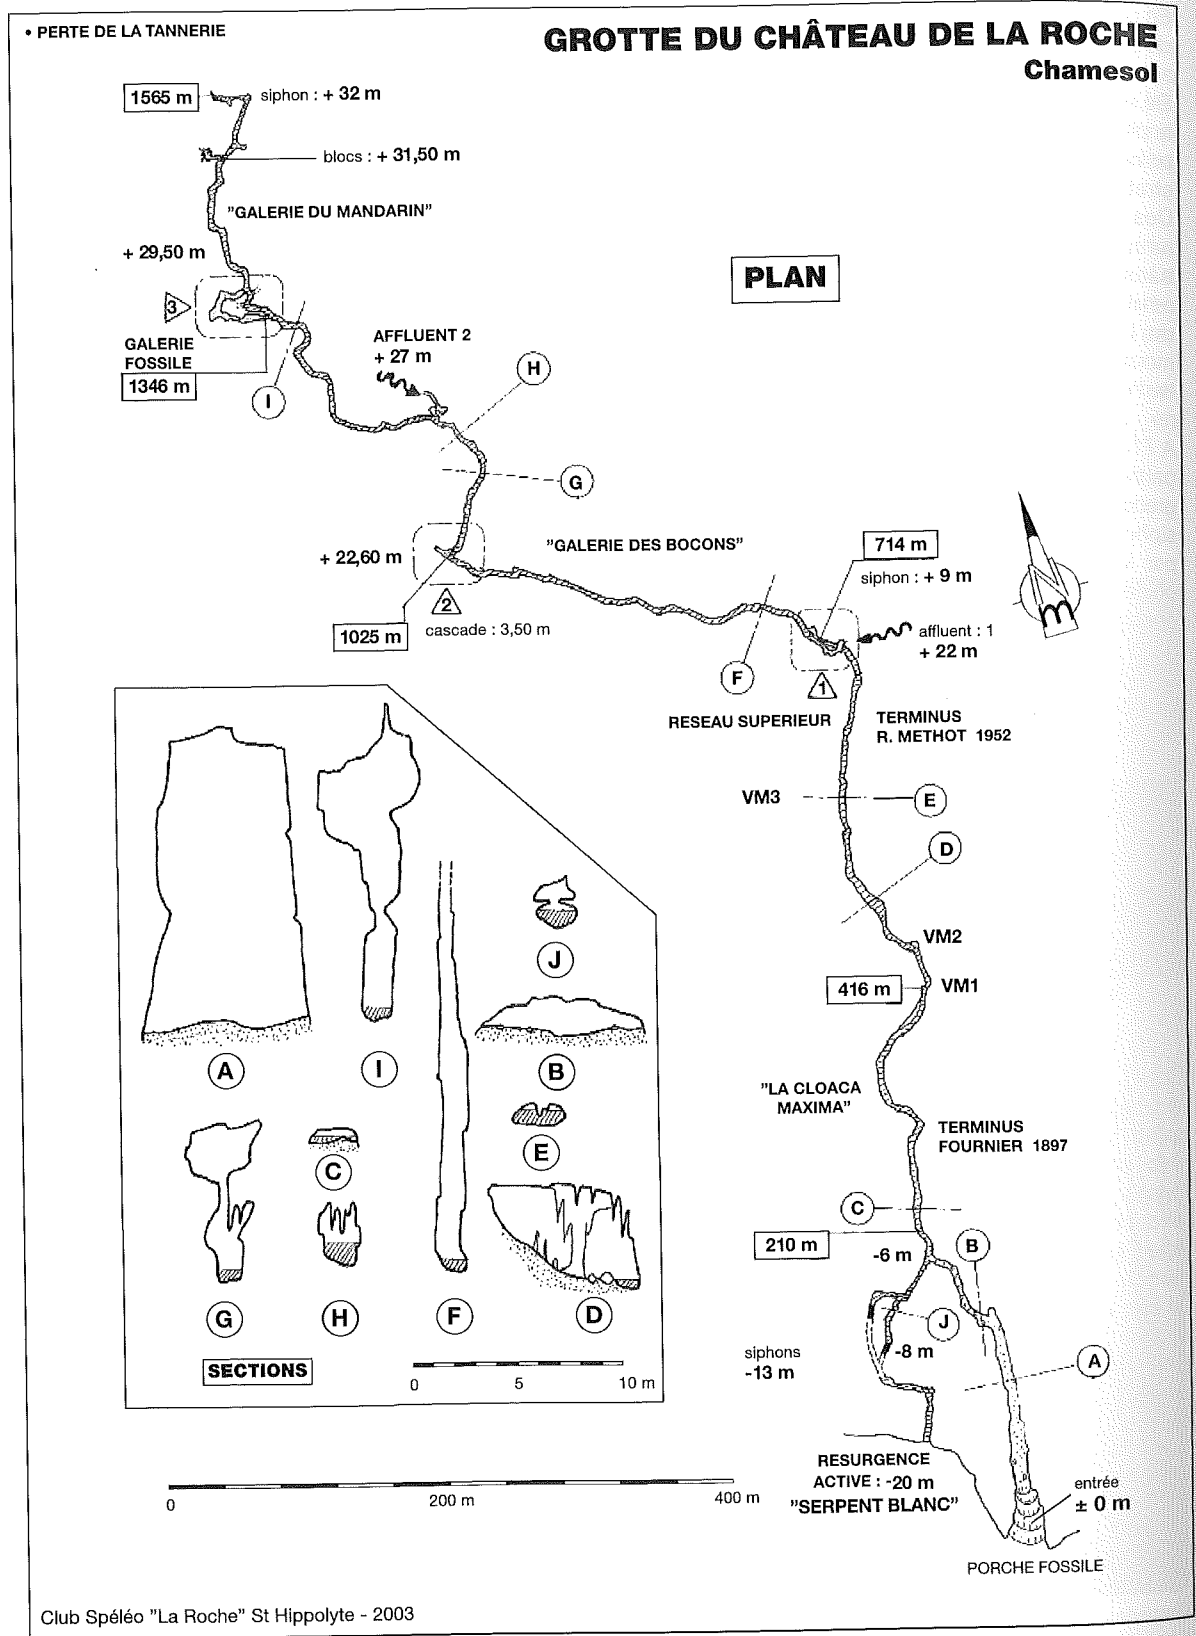 • PERTE DE LA TANNERIE
GROTTE DU CHÂTEAU DE LA ROCHE
Chamesol
1565 m
siphon : + 32 m
blocs : + 31,50 m
"GALERIE DU MANDARIN"
+ 29,50 m
PLAN
3
GALERIE
FOSSILE
1346 m
I
AFFLUENT 2
+ 27 m
H
G
+ 22,60 m
"GALERIE DES BOCONS"
714 m
siphon : + 9 m
2
1025 m
cascade : 3,50 m
affluent : 1
+ 22 m
F
1
RESEAU SUPERIEUR
TERMINUS
R. METHOT 1952
m
VM3
E
D
VM2
416 m
VM1
"LA CLOACA
MAXIMA"
TERMINUS
FOURNIER 1897
C
210 m
-6 m
B
J
-8 m
siphons
-13 m
A
RESURGENCE
ACTIVE : -20 m
"SERPENT BLANC"
entrée
± 0 m
PORCHE FOSSILE
J
A
I
B
C
E
G
H
F
D
SECTIONS
0 5 10 m
0 200 m 400 m
Club Spéléo "La Roche" St Hippolyte - 2003